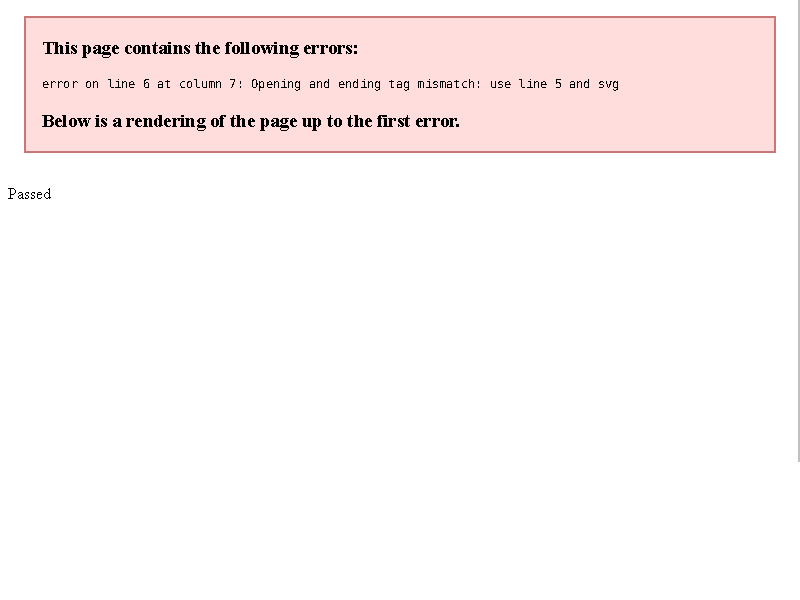 This page contains the following errors:
error on line 6 at column 7: Opening and ending tag mismatch: use line 5 and svg
Below is a rendering of the page up to the first error.
Passed